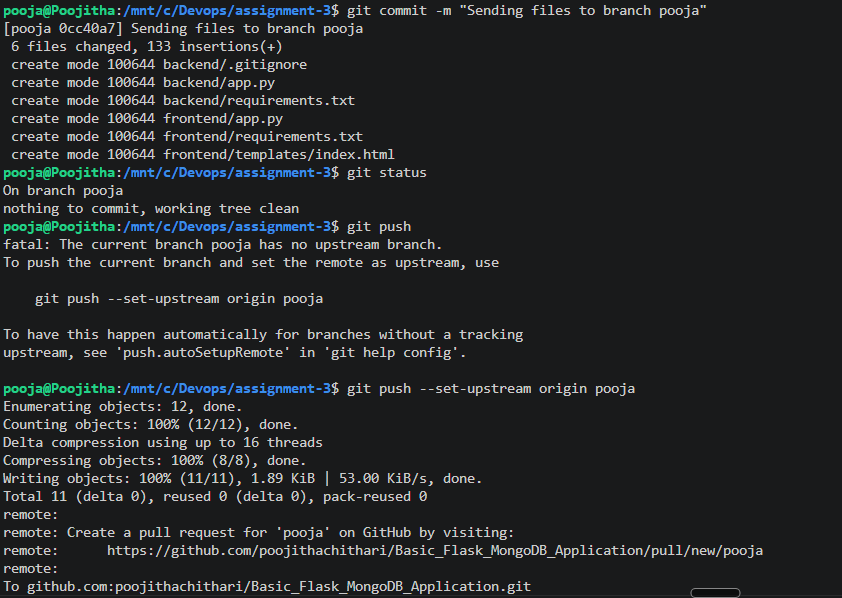 pooja@Poojitha:/mnt/c/Devops/assignment-3$ git commit -m "Sending files to branch pooja"
[pooja 0cc40a7] Sending files to branch pooja
 6 files changed, 133 insertions(+)
 create mode 100644 backend/.gitignore
 create mode 100644 backend/app.py
 create mode 100644 backend/requirements.txt
 create mode 100644 frontend/app.py
 create mode 100644 frontend/requirements.txt
 create mode 100644 frontend/templates/index.html
pooja@Poojitha:/mnt/c/Devops/assignment-3$ git status
On branch pooja
nothing to commit, working tree clean
pooja@Poojitha:/mnt/c/Devops/assignment-3$ git push
fatal: The current branch pooja has no upstream branch.
To push the current branch and set the remote as upstream, use

    git push --set-upstream origin pooja

To have this happen automatically for branches without a tracking
upstream, see 'push.autoSetupRemote' in 'git help config'.

pooja@Poojitha:/mnt/c/Devops/assignment-3$ git push --set-upstream origin pooja
Enumerating objects: 12, done.
Counting objects: 100% (12/12), done.
Delta compression using up to 16 threads
Compressing objects: 100% (8/8), done.
Writing objects: 100% (11/11), 1.89 KiB | 53.00 KiB/s, done.
Total 11 (delta 0), reused 0 (delta 0), pack-reused 0
remote:
remote: Create a pull request for 'pooja' on GitHub by visiting:
remote:      https://github.com/poojithachithari/Basic_Flask_MongoDB_Application/pull/new/pooja
remote:
To github.com:poojithachithari/Basic_Flask_MongoDB_Application.git